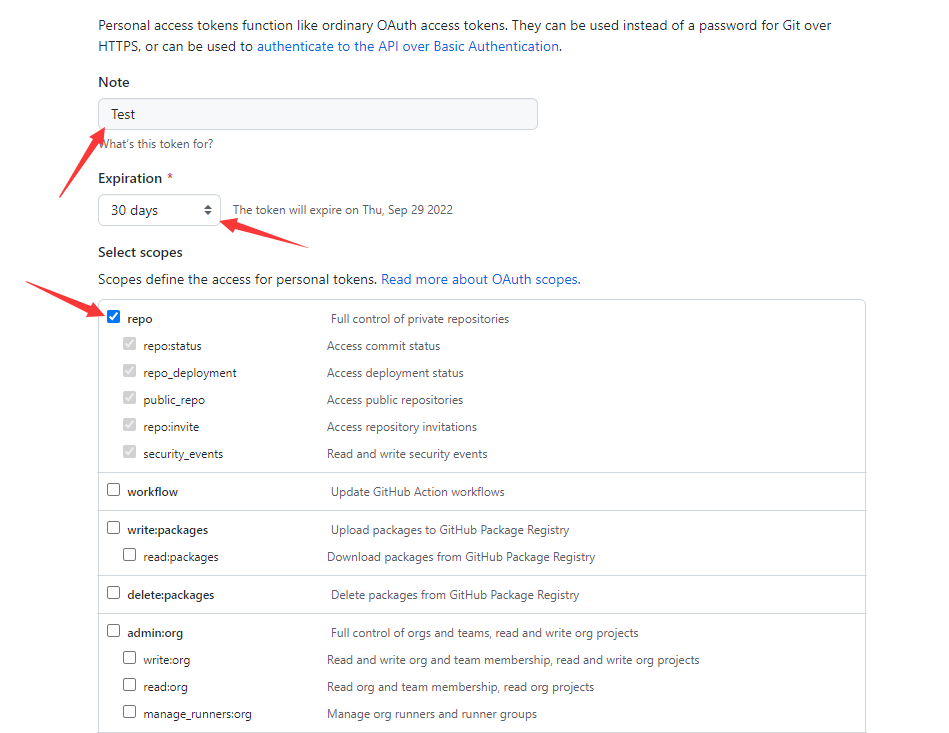 Personal access tokens function like ordinary OAuth access tokens. They can be used instead of a password for Git over
HTTPS, or can be used to authenticate to the API over Basic Authentication.
Note
Test
What's this token for?
Expiration *
30 days The token will expire on Thu, Sep 29 2022
Select scopes
Scopes define the access for personal tokens. Read more about OAuth scopes.
repo Full control of private repositories
repo:status Access commit status
repo_deployment Access deployment status
public_repo Access public repositories
repo:invite Access repository invitations
security_events Read and write security events
workflow Update GitHub Action workflows
write:packages Upload packages to GitHub Package Registry
read:packages Download packages from GitHub Package Registry
delete:packages Delete packages from GitHub Package Registry
admin:org Full control of orgs and teams, read and write org projects
write:org Read and write org and team membership, read and write org projects
read:org Read org and team membership, read org projects
manage_runners:org Manage org runners and runner groups